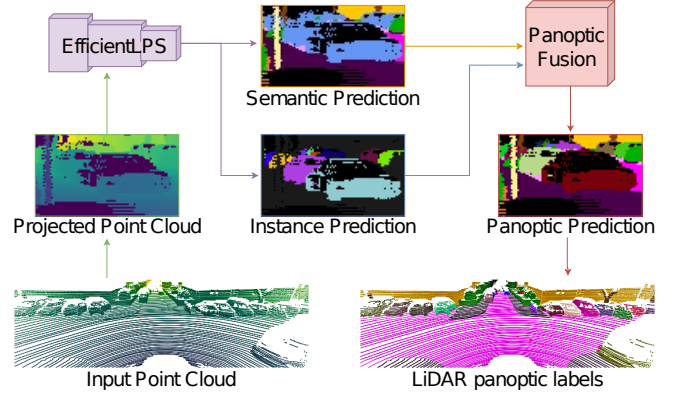 EfficientLPS
Semantic Prediction
Panoptic
Fusion
Projected Point Cloud
Instance Prediction
Panoptic Prediction
Input Point Cloud
LiDAR panoptic labels